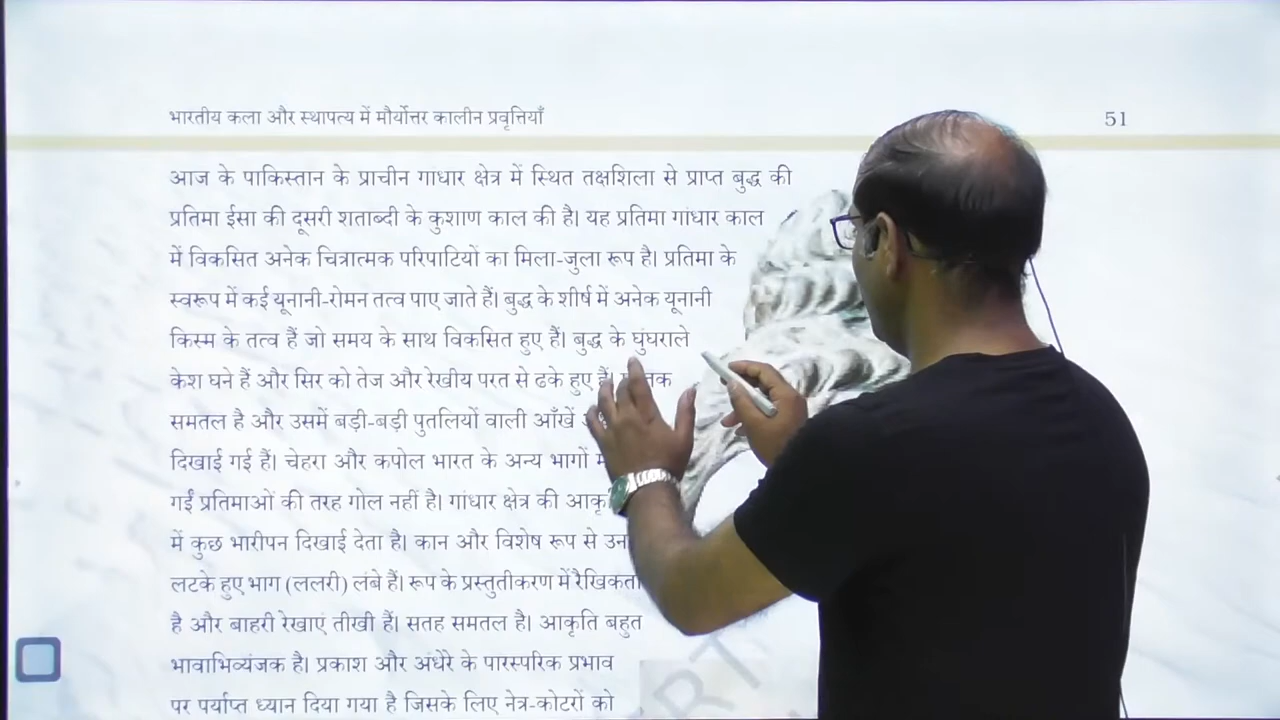 भारतीय कला और स्थापत्य में मौर्योत्तर कालीन प्रवृत्तियाँ 51
आज के पाकिस्तान के प्राचीन गांधार क्षेत्र में स्थित तक्षशिला से प्राप्त बुद्ध की
प्रतिमा ईसा की दूसरी शताब्दी के कुशाण काल की है। यह प्रतिमा गांधार काल
में विकसित अनेक चित्रात्मक परिपाटियों का मिला-जुला रूप है। प्रतिमा के
स्वरूप में कई यूनानी-रोमन तत्व पाए जाते हैं। बुद्ध के शीर्ष में अनेक यूनानी
किस्म के तत्व हैं जो समय के साथ विकसित हुए हैं। बुद्ध के घुंघराले
केश घने हैं और सिर को तेज और रेखीय परत से ढके हुए हैं।
समतल है और उसमें बड़ी-बड़ी पुतलियों वाली आँखें
दिखाई गई हैं। चेहरा और कपोल भारत के अन्य भागों
गईं प्रतिमाओं की तरह गोल नहीं है। गांधार क्षेत्र की
में कुछ भारीपन दिखाई देता है। कान और विशेष रूप से
लटके हुए भाग (ललरी) लंबे हैं। रूप के प्रस्तुतीकरण में रैखिकता
है और बाहरी रेखाएं तीखी हैं। सतह समतल है। आकृति बहुत
भावाभिव्यंजक है। प्रकाश और अंधेरे के पारस्परिक प्रभाव
पर पर्याप्त ध्यान दिया गया है जिसके लिए नेत्र-कोटरों को